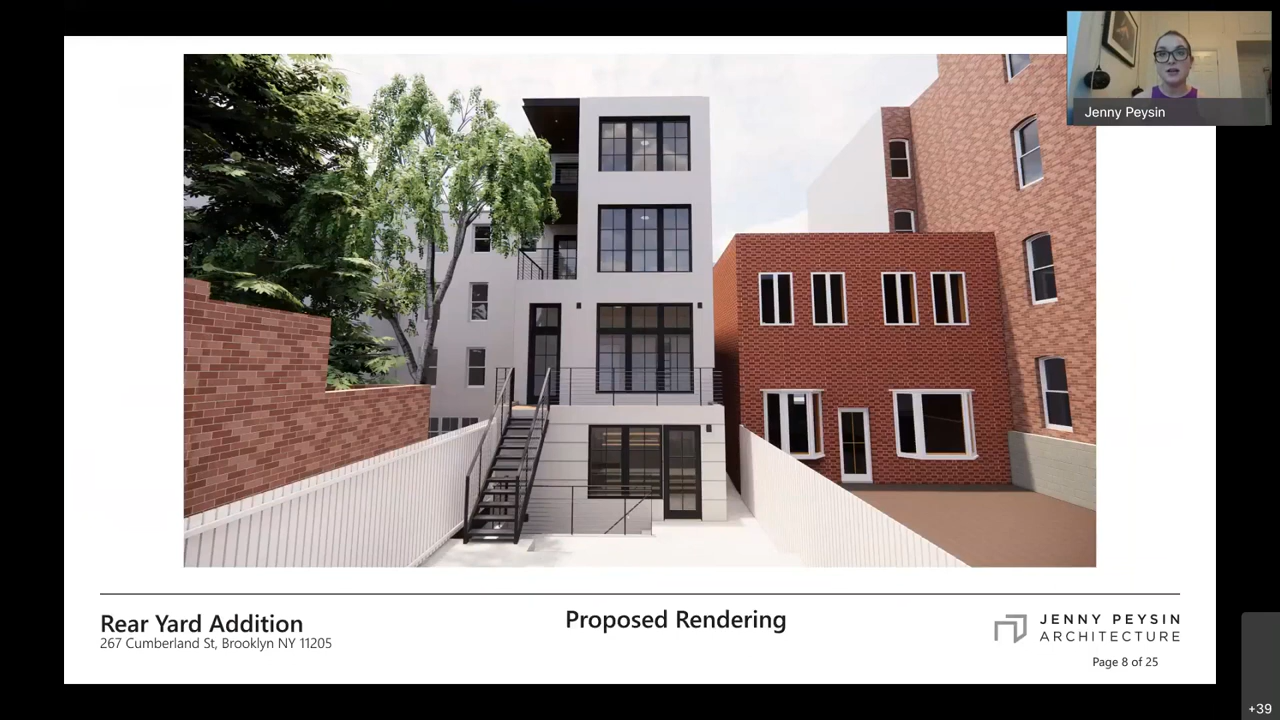 Jenny Peysin
Rear Yard Addition
267 Cumberland St, Brooklyn NY 11205
Proposed Rendering
JENNY PEYSIN
ARCHITECTURE
Page 8 of 25
+39